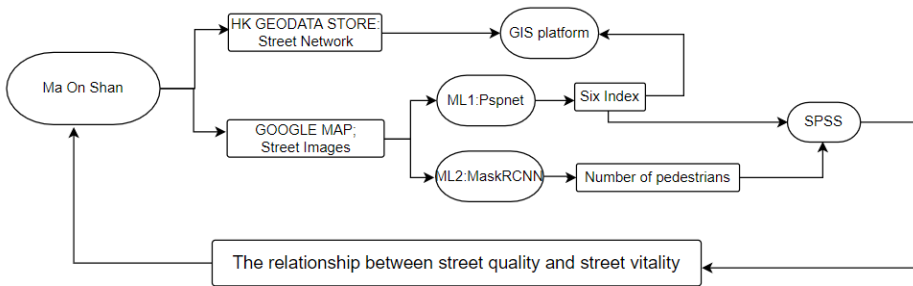 HK GEODATA STORE:
Street Network
GIS platform
Ma On Shan
ML1:Pspnet
Six Index
GOOGLE MAP;
Street Images
SPSS
ML2:MaskRCNN
Number of pedestrians
The relationship between street quality and street vitality